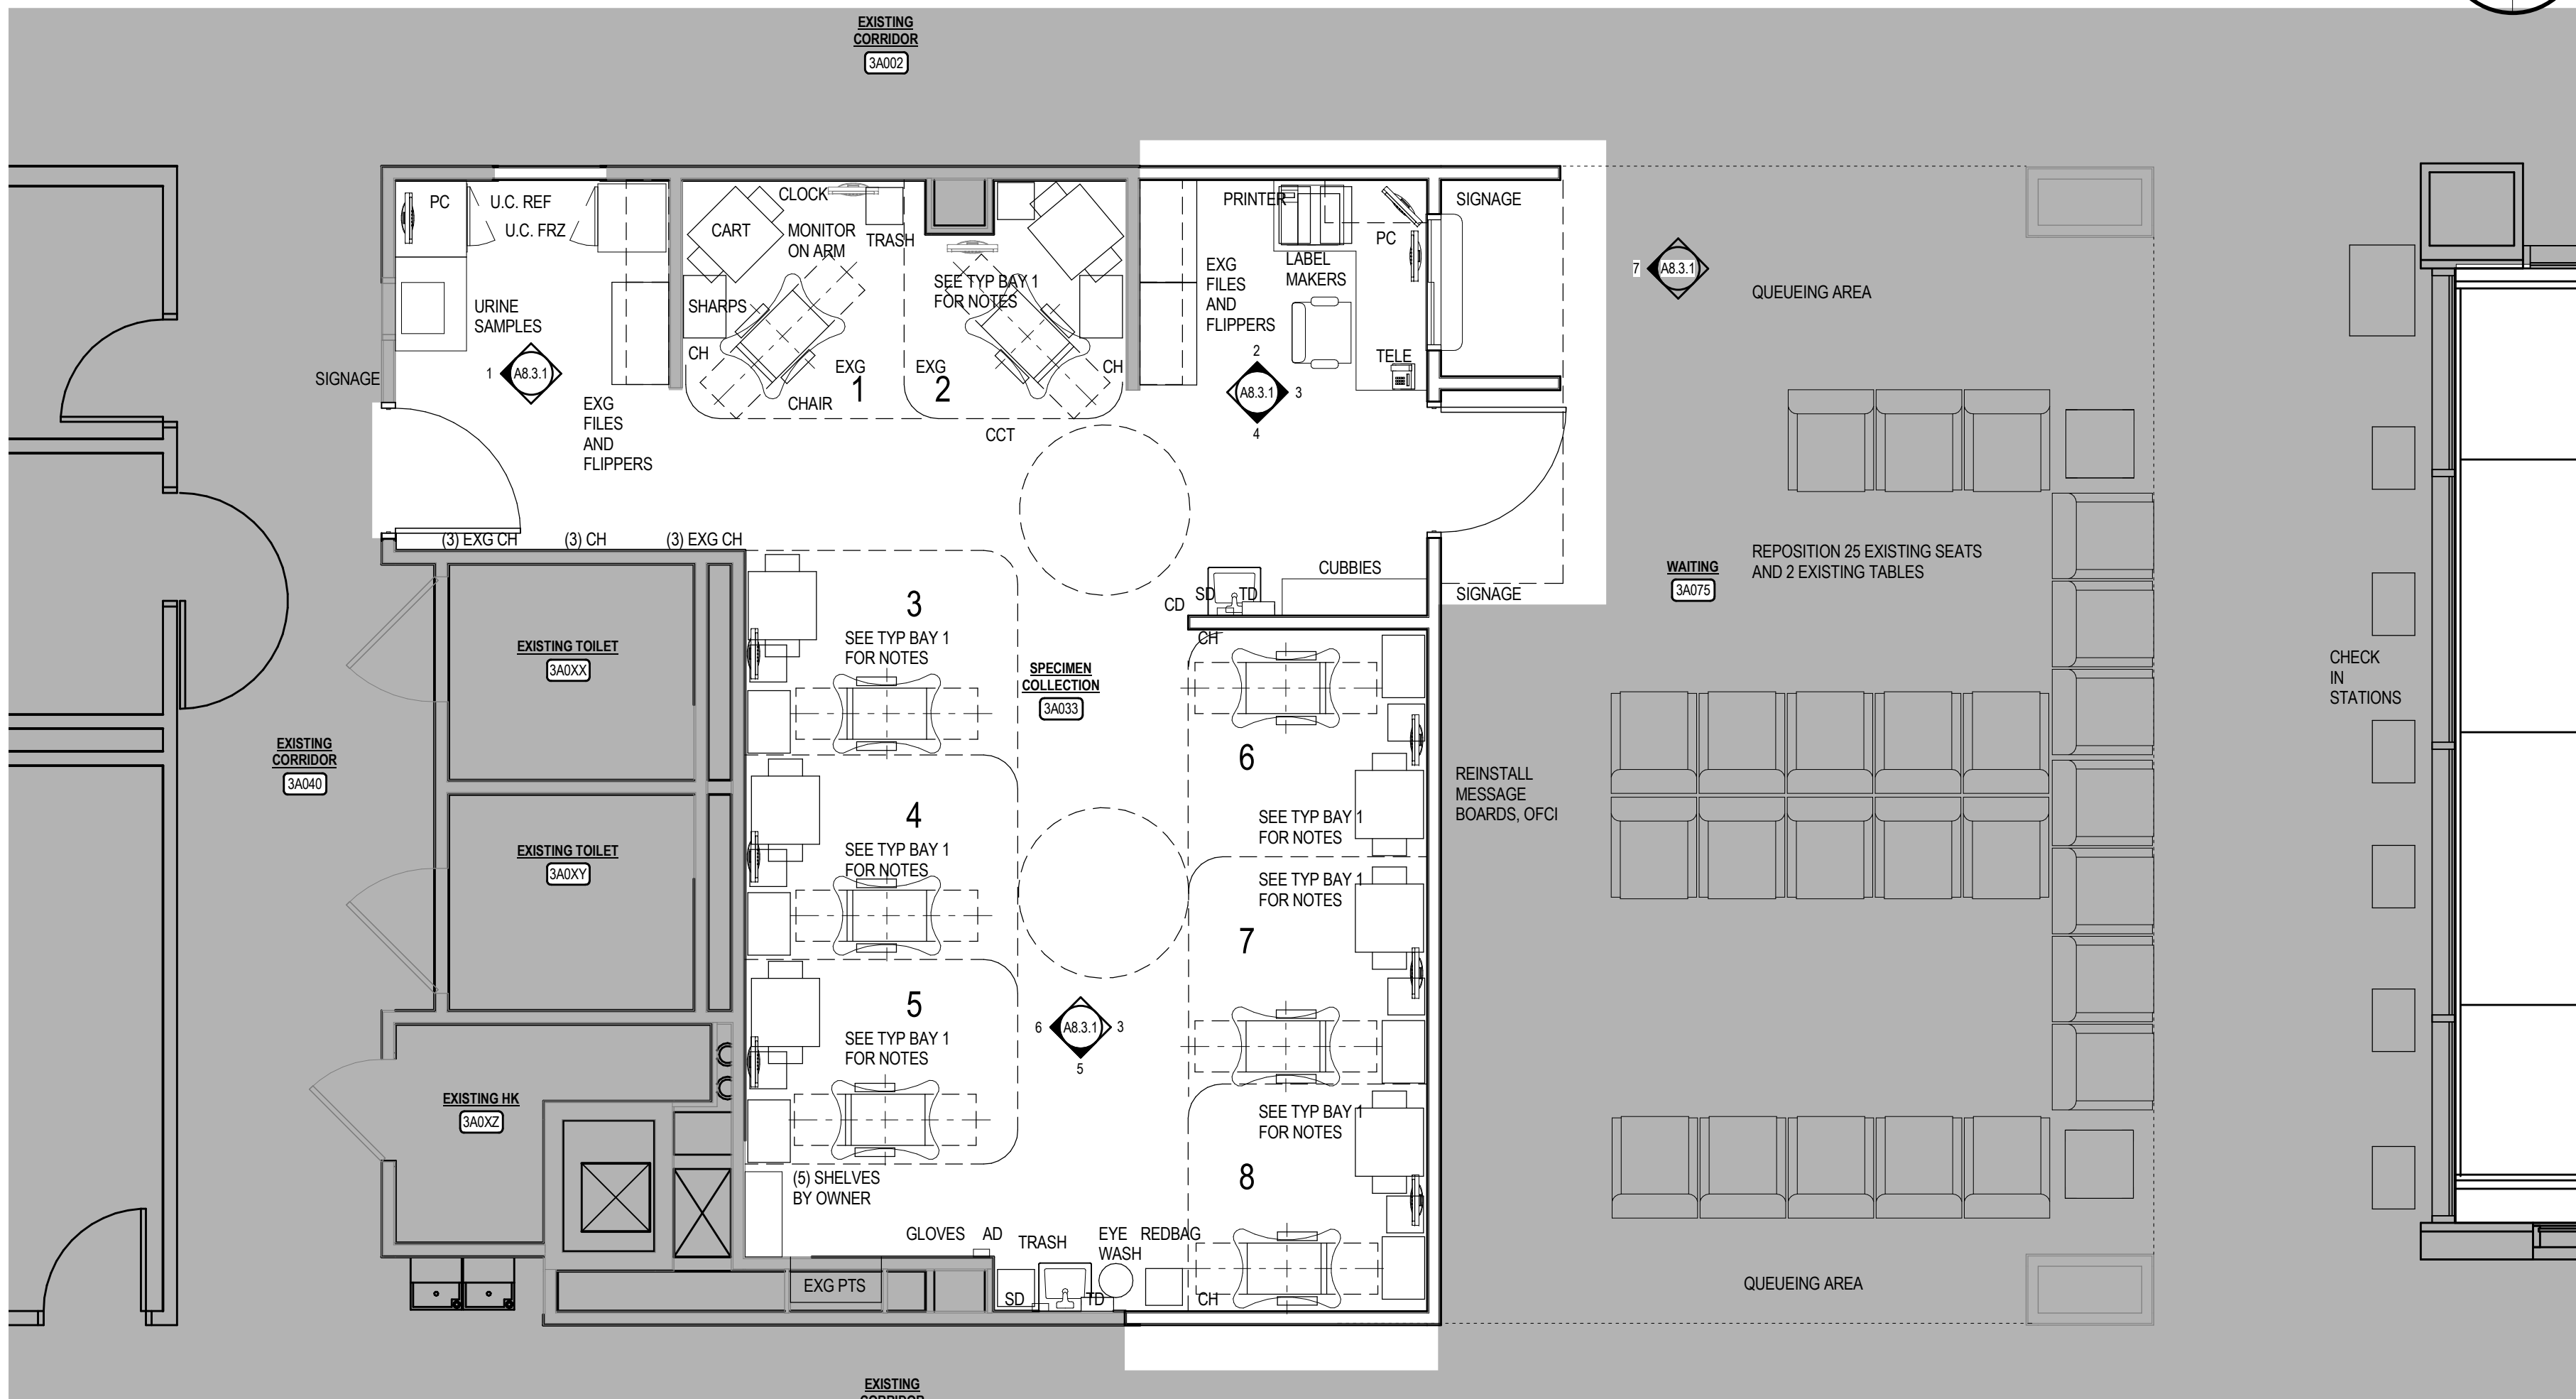 EXISTING
CORRIDOR
3A002
PC
U.C. REF
U.C. FRZ
URINE
SAMPLES
SIGNAGE
1
A8.3.1
EXG
FILES
AND
FLIPPERS
CLOCK
CART
MONITOR
ON ARM
TRASH
SHARPS
CH
EXG
1
CHAIR
SEE TYP BAY 1
FOR NOTES
EXG
2
CH
CCT
PRINTER
EXG
FILES
AND
FLIPPERS
LABEL
MAKERS
PC
TELE
2
A8.3.1
3
4
SIGNAGE
7
A8.3.1
QUEUEING AREA
(3) EXG CH
(3) CH
(3) EXG CH
CUBBIES
SD
TD
CD
SIGNAGE
WAITING
3A075
REPOSITION 25 EXISTING SEATS
AND 2 EXISTING TABLES
3
SEE TYP BAY 1
FOR NOTES
EXISTING TOILET
3A0XX
SPECIMEN
COLLECTION
3A033
CH
6
SEE TYP BAY 1
FOR NOTES
CHECK
IN
STATIONS
EXISTING
CORRIDOR
3A040
REINSTALL
MESSAGE
BOARDS, OFCI
4
SEE TYP BAY 1
FOR NOTES
EXISTING TOILET
3A0XY
SEE TYP BAY 1
FOR NOTES
7
5
SEE TYP BAY 1
FOR NOTES
6
A8.3.1
3
5
EXISTING HK
3A0XZ
SEE TYP BAY 1
FOR NOTES
8
(5) SHELVES
BY OWNER
GLOVES
AD
TRASH
EYE
WASH
REDBAG
EXG PTS
SD
TD
CH
QUEUEING AREA
EXISTING
CORRIDOR